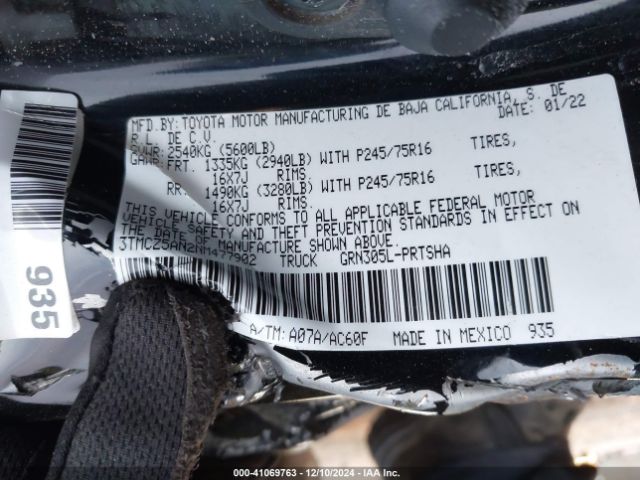 MFD.BY:TOYOTA MOTOR MANUFACTURING DE BAJA CALIFORNIA, S. DE
R.L. DE C.V. DATE: 01/22
GVWR: 2540KG (5600LB)
GAWR: FRT. 1335KG (2940LB) WITH P245/75R16 TIRES,
16X7J RIMS.
RR. 1490KG (3280LB) WITH P245/75R16 TIRES,
16X7J RIMS.
THIS VEHICLE CONFORMS TO ALL APPLICABLE FEDERAL MOTOR
VEHICLE SAFETY AND THEFT PREVENTION STANDARDS IN EFFECT ON
THE DATE OF MANUFACTURE SHOWN ABOVE.
3TMCZ5AN2NM477902 TRUCK GRN305L-PRTSHA
A/TM: A07A/AC60F MADE IN MEXICO 935
935
000-41069763 - 12/10/2024 - IAA Inc.